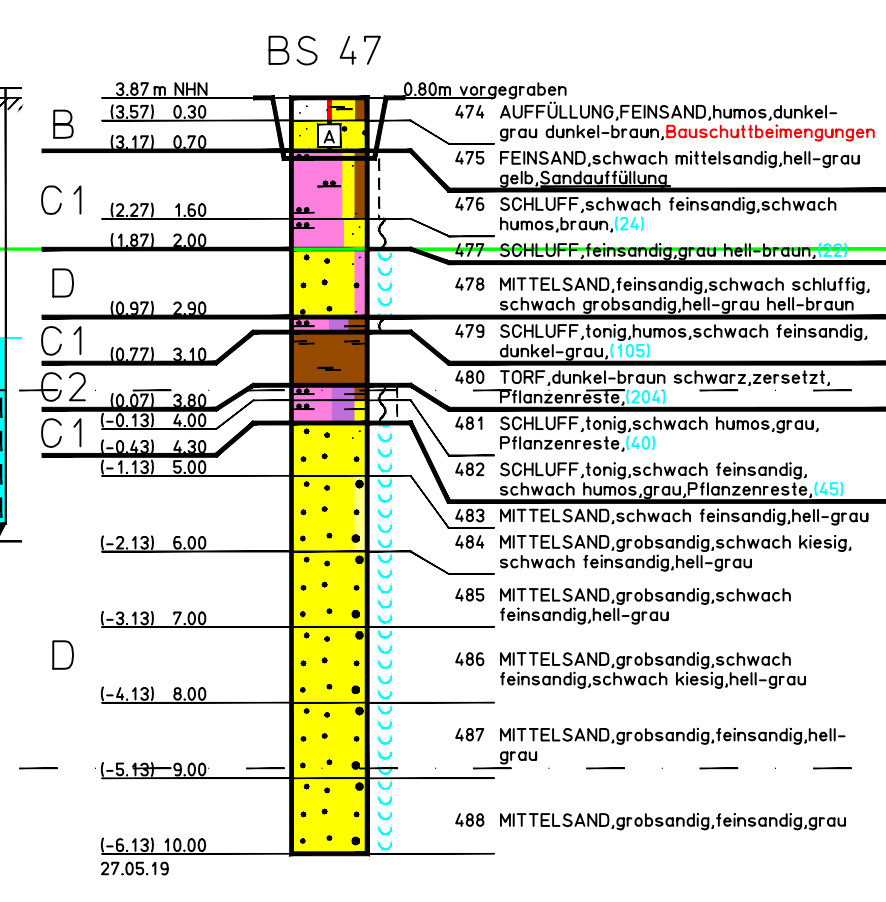 BS 47
3.87 m NHN
0.80m vorgegraben
(3.57) 0.30
474 AUFFÜLLUNG,FEINSAND,humos,dunkel-
grau dunkel-braun,Bauschuttbeimengungen
B
A
(3.17) 0.70
475 FEINSAND,schwach mittelsandig,hell-grau
gelb,Sandauffüllung
C1
476 SCHLUFF,schwach feinsandig,schwach
humos,braun,(24)
(2.27) 1.60
(1.87) 2.00
477 SCHLUFF,feinsandig,grau hell-braun,(22)
D
478 MITTELSAND,feinsandig,schwach schluffig,
schwach grobsandig,hell-grau hell-braun
(0.97) 2.90
C1
479 SCHLUFF,tonig,humos,schwach feinsandig,
dunkel-grau,(105)
(0.77) 3.10
480 TORF,dunkel-braun schwarz,zersetzt,
Pflanzenreste,(204)
C2
(0.07) 3.80
(-0.13) 4.00
481 SCHLUFF,tonig,schwach humos,grau,
Pflanzenreste,(40)
C1
(-0.43) 4.30
(-1.13) 5.00
482 SCHLUFF,tonig,schwach feinsandig,
schwach humos,grau,Pflanzenreste,(45)
483 MITTELSAND,schwach feinsandig,hell-grau
(-2.13) 6.00
484 MITTELSAND,grobsandig,schwach kiesig,
schwach feinsandig,hell-grau
485 MITTELSAND,grobsandig,schwach
feinsandig,hell-grau
(-3.13) 7.00
D
486 MITTELSAND,grobsandig,schwach
feinsandig,schwach kiesig,hell-grau
(-4.13) 8.00
487 MITTELSAND,grobsandig,feinsandig,hell-
grau
(-5.13) 9.00
488 MITTELSAND,grobsandig,feinsandig,grau
(-6.13) 10.00
27.05.19